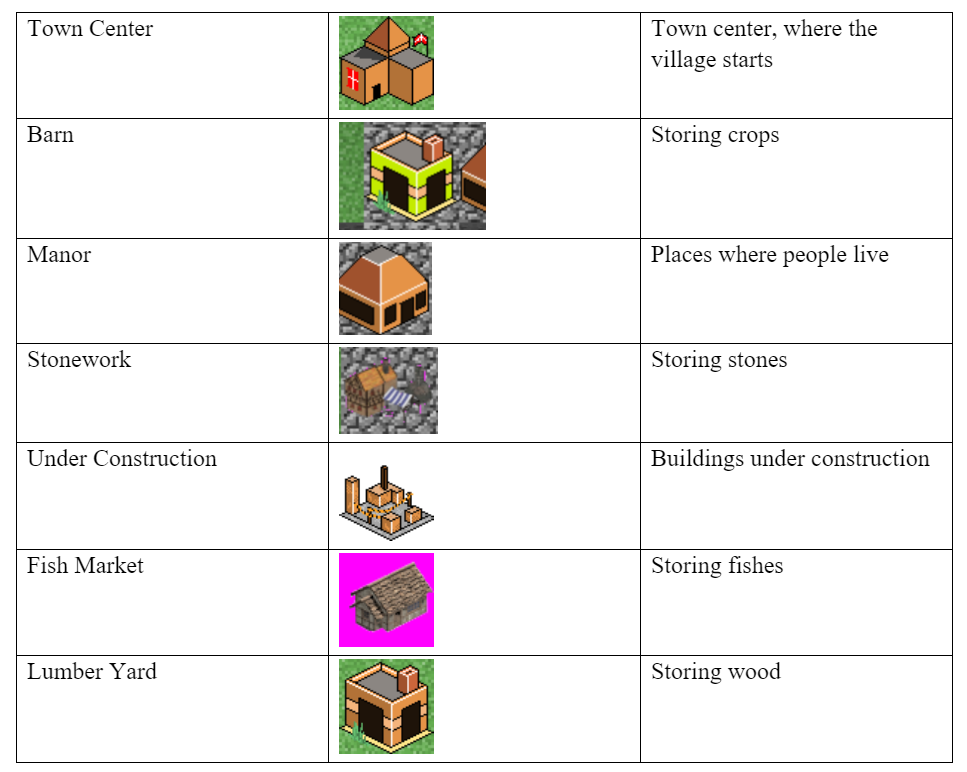 Town Center
Town center, where the
village starts
Barn
Storing crops
Manor
Places where people live
Stonework
Storing stones
Under Construction
Buildings under construction
Fish Market
Storing fishes
Lumber Yard
Storing wood